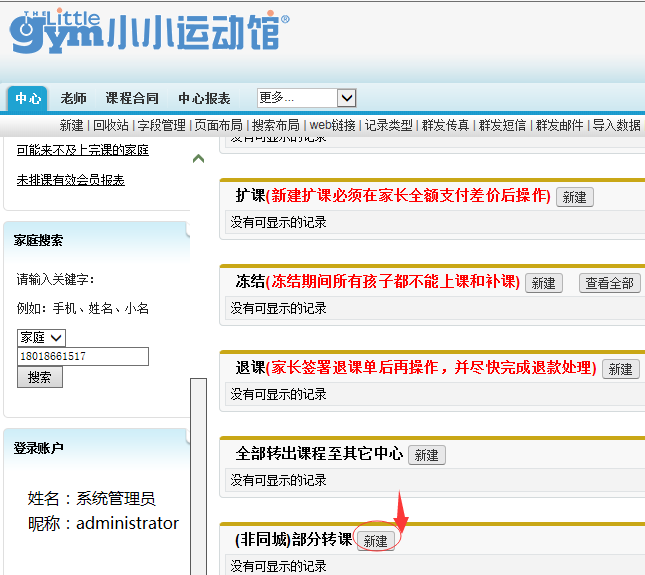 THE Little
gym小小运动馆®
中心 老师 课程合同 中心报表 更多...
新建 | 回收站 | 字段管理 | 页面布局 | 搜索布局 | web链接 | 记录类型 | 群发传真 | 群发短信 | 群发邮件 | 导入数据
可能来不及上完课的家庭
未排课有效会员报表
家庭搜索
请输入关键字:
例如: 手机、姓名、小名
家庭
18018661517
搜索
登录账户
姓名：系统管理员
昵称：administrator
没有可显示的记录
扩课(新建扩课必须在家长全额支付差价后操作) 新建
没有可显示的记录
冻结(冻结期间所有孩子都不能上课和补课) 新建 查看全部
没有可显示的记录
退课(家长签署退课单后再操作，并尽快完成退款处理) 新建
没有可显示的记录
全部转出课程至其它中心 新建
没有可显示的记录
(非同城)部分转课 新建
没有可显示的记录